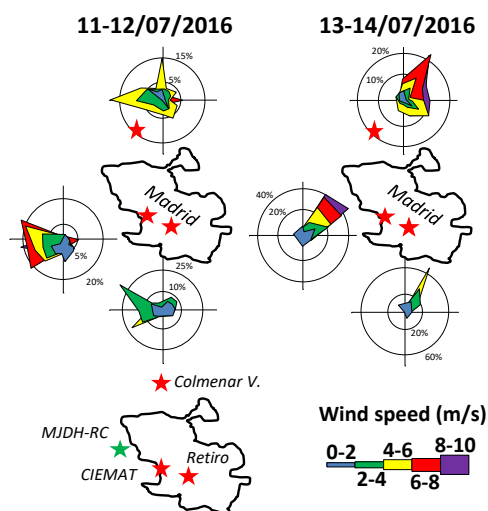 11-12/07/2016
13-14/07/2016
15%
5%
20%
10%
Madrid
5%
20%
40%
20%
Madrid
25%
10%
20%
60%
Colmenar V.
MJDH-RC
CIEMAT
Retiro
Wind speed (m/s)
0-2
2-4
4-6
6-8
8-10